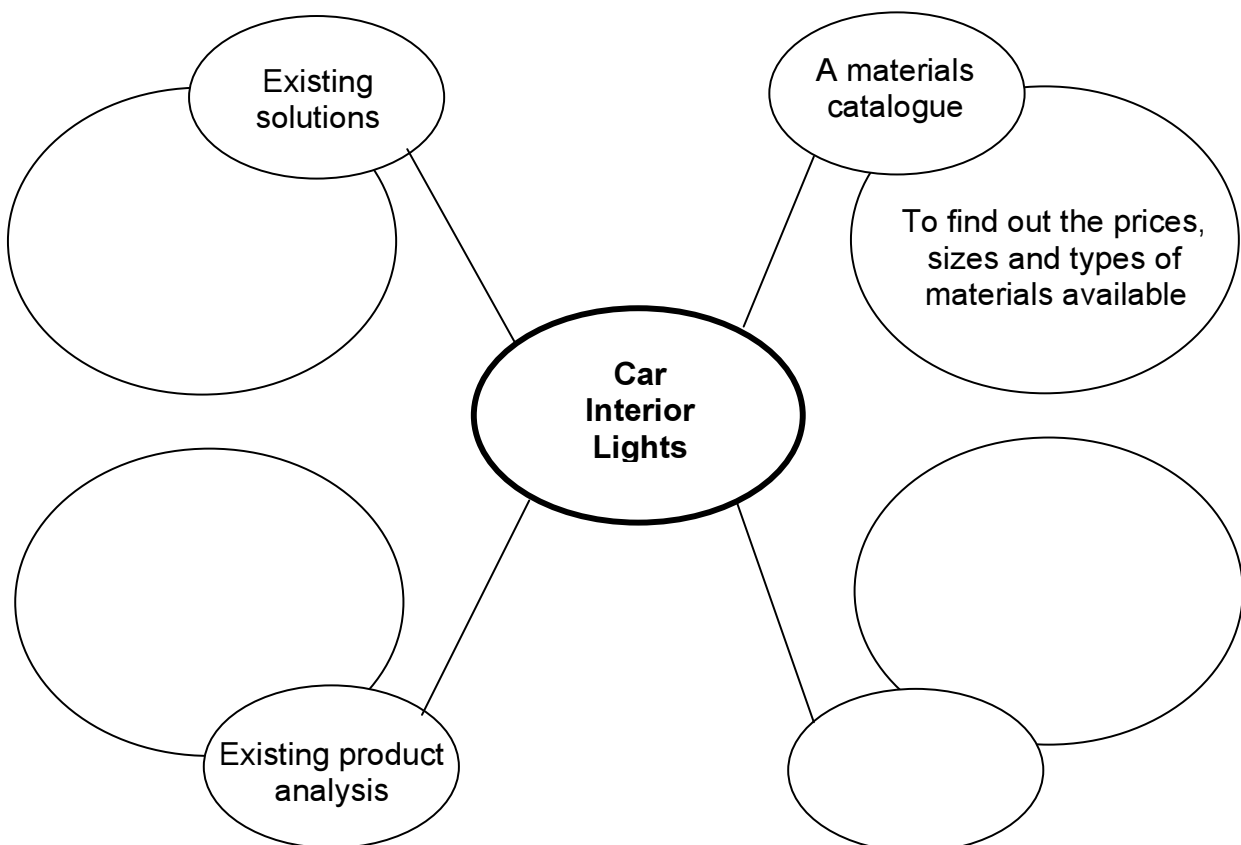 Existing
solutions
A materials
catalogue
To find out the prices,
sizes and types of
materials available
Car
Interior
Lights
Existing product
analysis